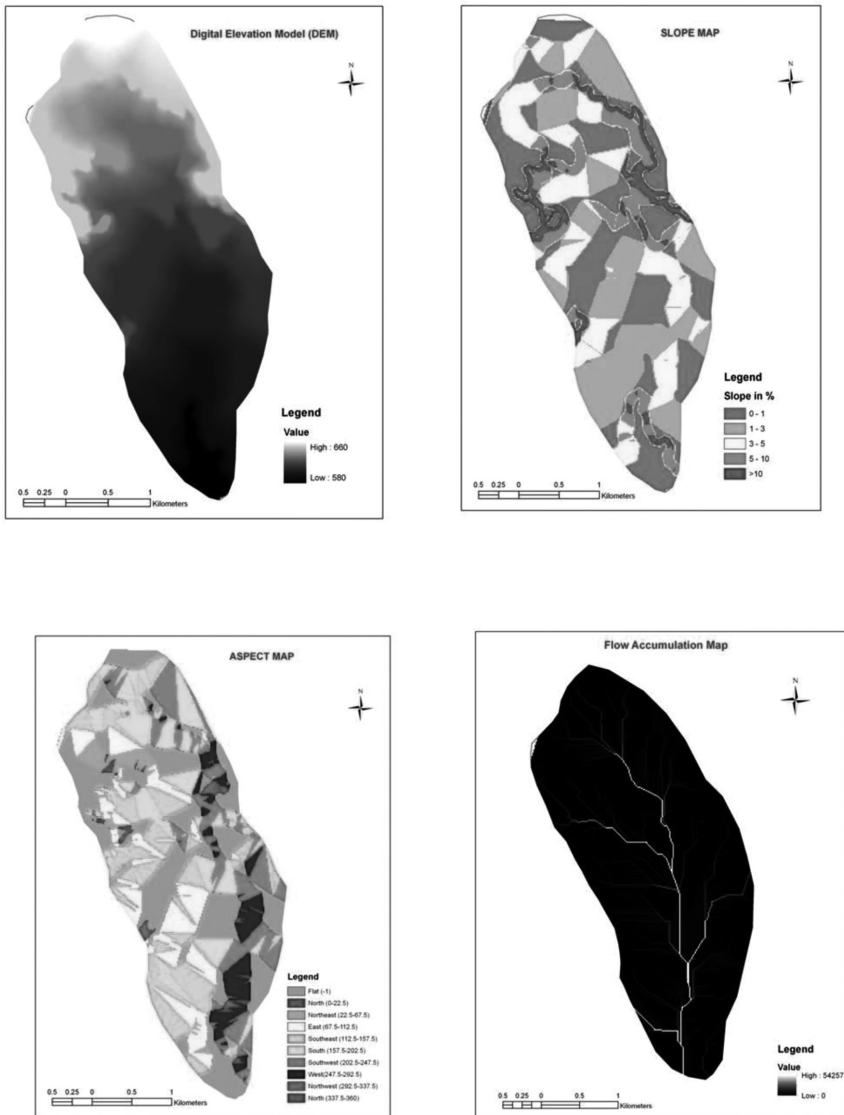 Digital Elevation Model (DEM)
N
Legend
Value
High : 660
Low : 580
0.5 0.25 0 0.5 1
Kilometers
SLOPE MAP
N
Legend
Slope in %
0 - 1
1 - 3
3 - 5
5 - 10
>10
0.5 0.25 0 0.5 1
Kilometers
ASPECT MAP
N
Legend
Flat (-1)
North (0-22.5)
Northeast (22.5-67.5)
East (67.5-112.5)
Southeast (112.5-157.5)
South (157.5-202.5)
Southwest (202.5-247.5)
West(247.5-292.5)
Northwest (292.5-337.5)
North (337.5-360)
0.5 0.25 0 0.5 1
Kilometers
Flow Accumulation Map
N
Legend
Value
High : 54257
Low : 0
0.5 0.25 0 0.5 1
Kilometers